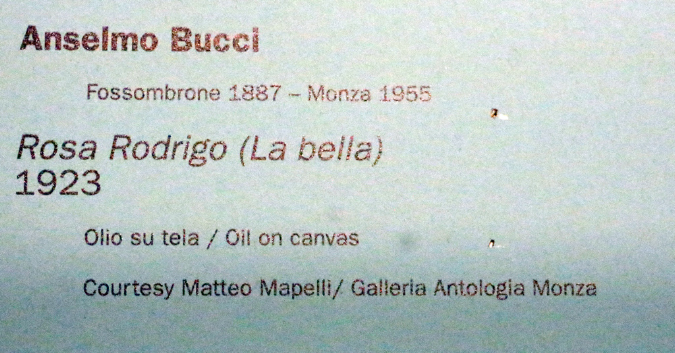 Anselmo Bucci
Fossombrone 1887 – Monza 1955
Rosa Rodrigo (La bella)
1923
Olio su tela / Oil on canvas
Courtesy Matteo Mapelli/ Galleria Antologia Monza